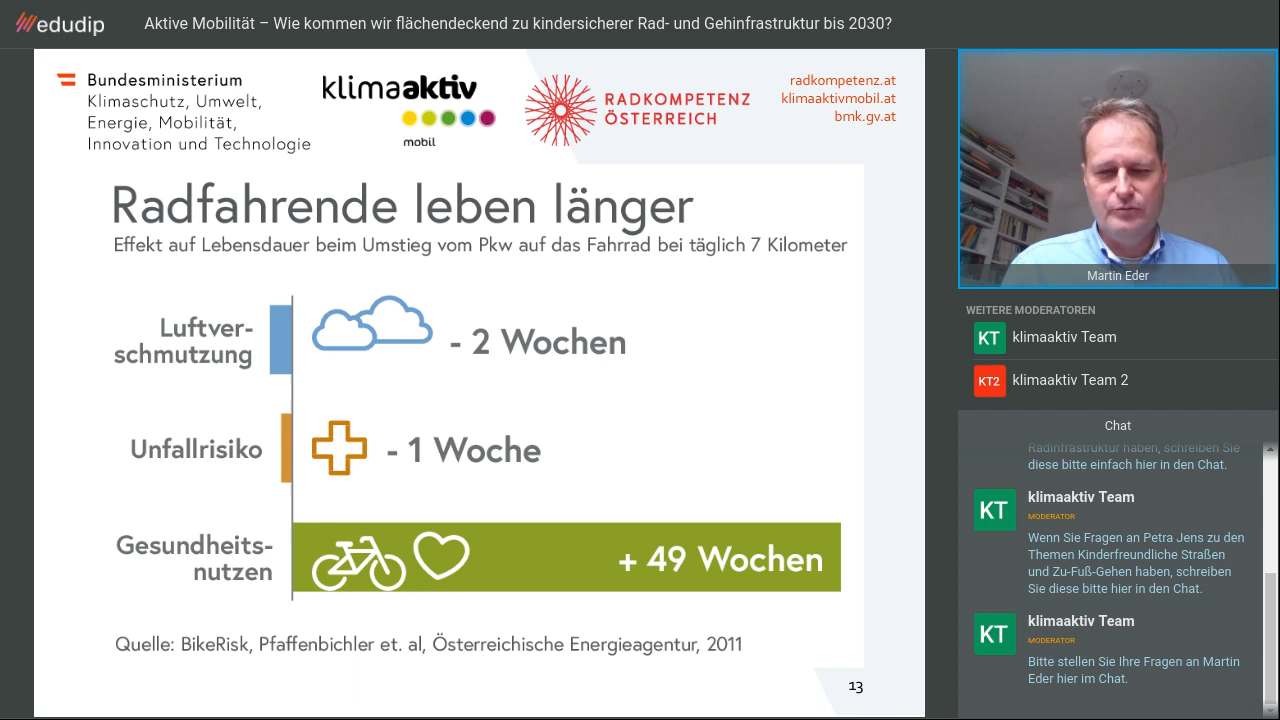 edudip
Aktive Mobilität – Wie kommen wir flächendeckend zu kindersicherer Rad- und Gehinfrastruktur bis 2030?
Bundesministerium
Klimaschutz, Umwelt,
Energie, Mobilität,
Innovation und Technologie
klimaaktiv
mobil
RADKOMPETENZ
ÖSTERREICH
radkompetenz.at
klimaaktivmobil.at
bmk.gv.at
Radfahrende leben länger
Effekt auf Lebensdauer beim Umstieg vom Pkw auf das Fahrrad bei täglich 7 Kilometer
Luftver-
schmutzung
- 2 Wochen
Unfallrisiko
- 1 Woche
Gesundheits-
nutzen
+ 49 Wochen
Quelle: BikeRisk, Pfaffenbichler et. al, Österreichische Energieagentur, 2011
13
Martin Eder
WEITERE MODERATOREN
KT
klimaaktiv Team
KT2
klimaaktiv Team 2
Chat
Radinfrastruktur haben, schreiben Sie
diese bitte einfach hier in den Chat.
KT
klimaaktiv Team
MODERATOR
Wenn Sie Fragen an Petra Jens zu den
Themen Kinderfreundliche Straßen
und Zu-Fuß-Gehen haben, schreiben
Sie diese bitte hier in den Chat.
KT
klimaaktiv Team
MODERATOR
Bitte stellen Sie Ihre Fragen an Martin
Eder hier im Chat.